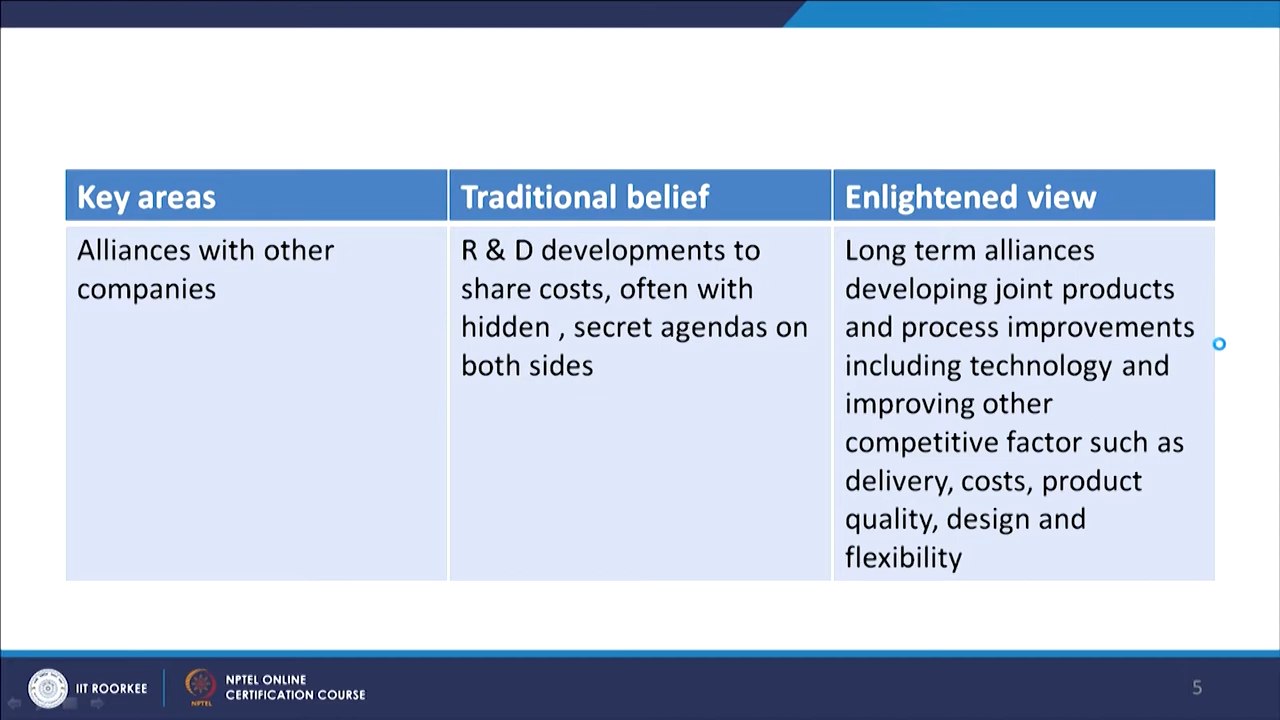 Key areas
Traditional belief
Enlightened view
Alliances with other
companies
R & D developments to
share costs, often with
hidden , secret agendas on
both sides
Long term alliances
developing joint products
and process improvements
including technology and
improving other
competitive factor such as
delivery, costs, product
quality, design and
flexibility
IIT ROORKEE
NPTEL
NPTEL ONLINE
CERTIFICATION COURSE
5